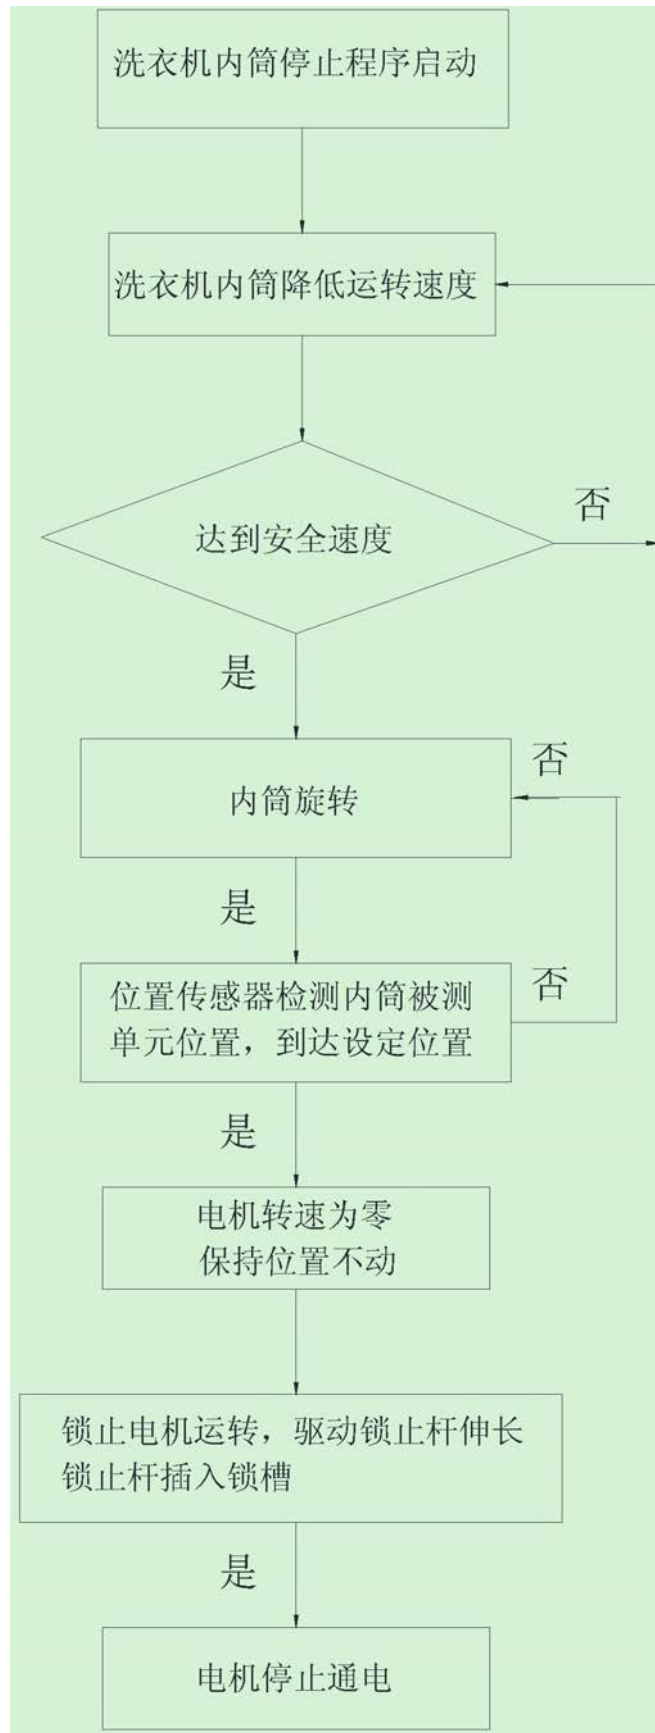 洗衣机内筒停止程序启动
洗衣机内筒降低运转速度
否
达到安全速度
是
否
内筒旋转
是
否
位置传感器检测内筒被测
单元位置，到达设定位置
是
电机转速为零
保持位置不动
锁止电机运转，驱动锁止杆伸长
锁止杆插入锁槽
是
电机停止通电